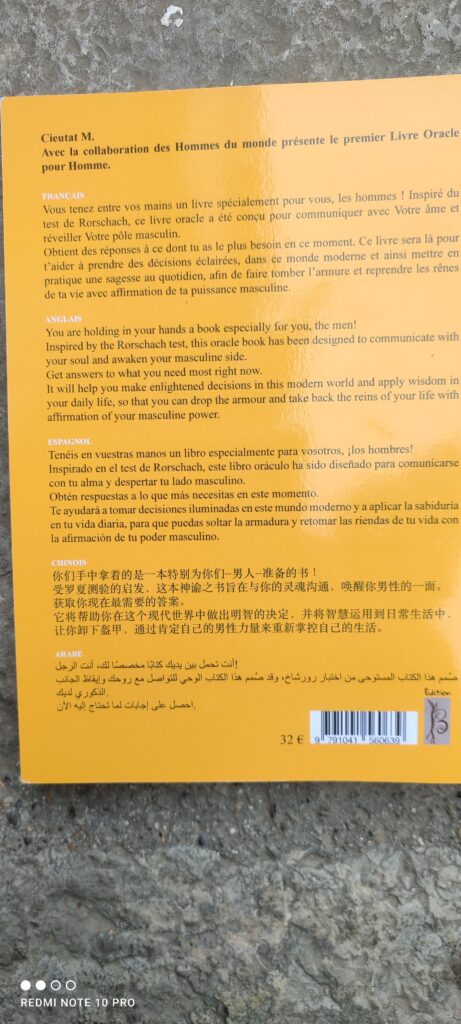 Cieutat M.
Avec la collaboration des Hommes du monde présente le premier Livre Oracle
pour Homme.
FRANÇAIS
Vous tenez entre vos mains un livre spécialement pour vous, les hommes ! Inspiré du
test de Rorschach, ce livre oracle a été conçu pour communiquer avec Votre âme et
réveiller Votre pôle masculin.
Obtient des réponses à ce dont tu as le plus besoin en ce moment. Ce livre sera là pour
t'aider à prendre des décisions éclairées, dans ce monde moderne et ainsi mettre en
pratique une sagesse au quotidien, afin de faire tomber l'armure et reprendre les rênes
de ta vie avec affirmation de ta puissance masculine.
ANGLAIS
You are holding in your hands a book especially for you, the men!
Inspired by the Rorschach test, this oracle book has been designed to communicate with
your soul and awaken your masculine side.
Get answers to what you need most right now.
It will help you make enlightened decisions in this modern world and apply wisdom in
your daily life, so that you can drop the armour and take back the reins of your life with
affirmation of your masculine power.
ESPAGNOL
Tenéis en vuestras manos un libro especialmente para vosotros, ¡los hombres!
Inspirado en el test de Rorschach, este libro oráculo ha sido diseñado para comunicarse
con tu alma y despertar tu lado masculino.
Obtén respuestas a lo que más necesitas en este momento.
Te ayudará a tomar decisiones iluminadas en este mundo moderno y a aplicar la sabiduría
en tu vida diaria, para que puedas soltar la armadura y retomar las riendas de tu vida con
la afirmación de tu poder masculino.
CHINOIS
你们手中拿着的是一本特别为你们--男人--准备的书！
受罗夏测验的启发，这本神谕之书旨在与你的灵魂沟通，唤醒你男性的一面。
获取你现在最需要的答案。
它将帮助你在这个现代世界中做出明智的决定，并将智慧运用到日常生活中，
让你卸下盔甲，通过肯定自己的男性力量来重新掌控自己的生活。
ARABE
أنت تحمل بين يديك كتابًا مخصصًا لك، أنت الرجل!
صُمم هذا الكتاب المستوحى من اختبار رورشاخ، وقد صُمم هذا الكتاب الوحي للتواصل مع روحك وإيقاظ الجانب
الذكوري لديك.
احصل على إجابات لما تحتاج إليه الآن.
Édition
B
32 €
9 791041 560639
REDMI NOTE 10 PRO